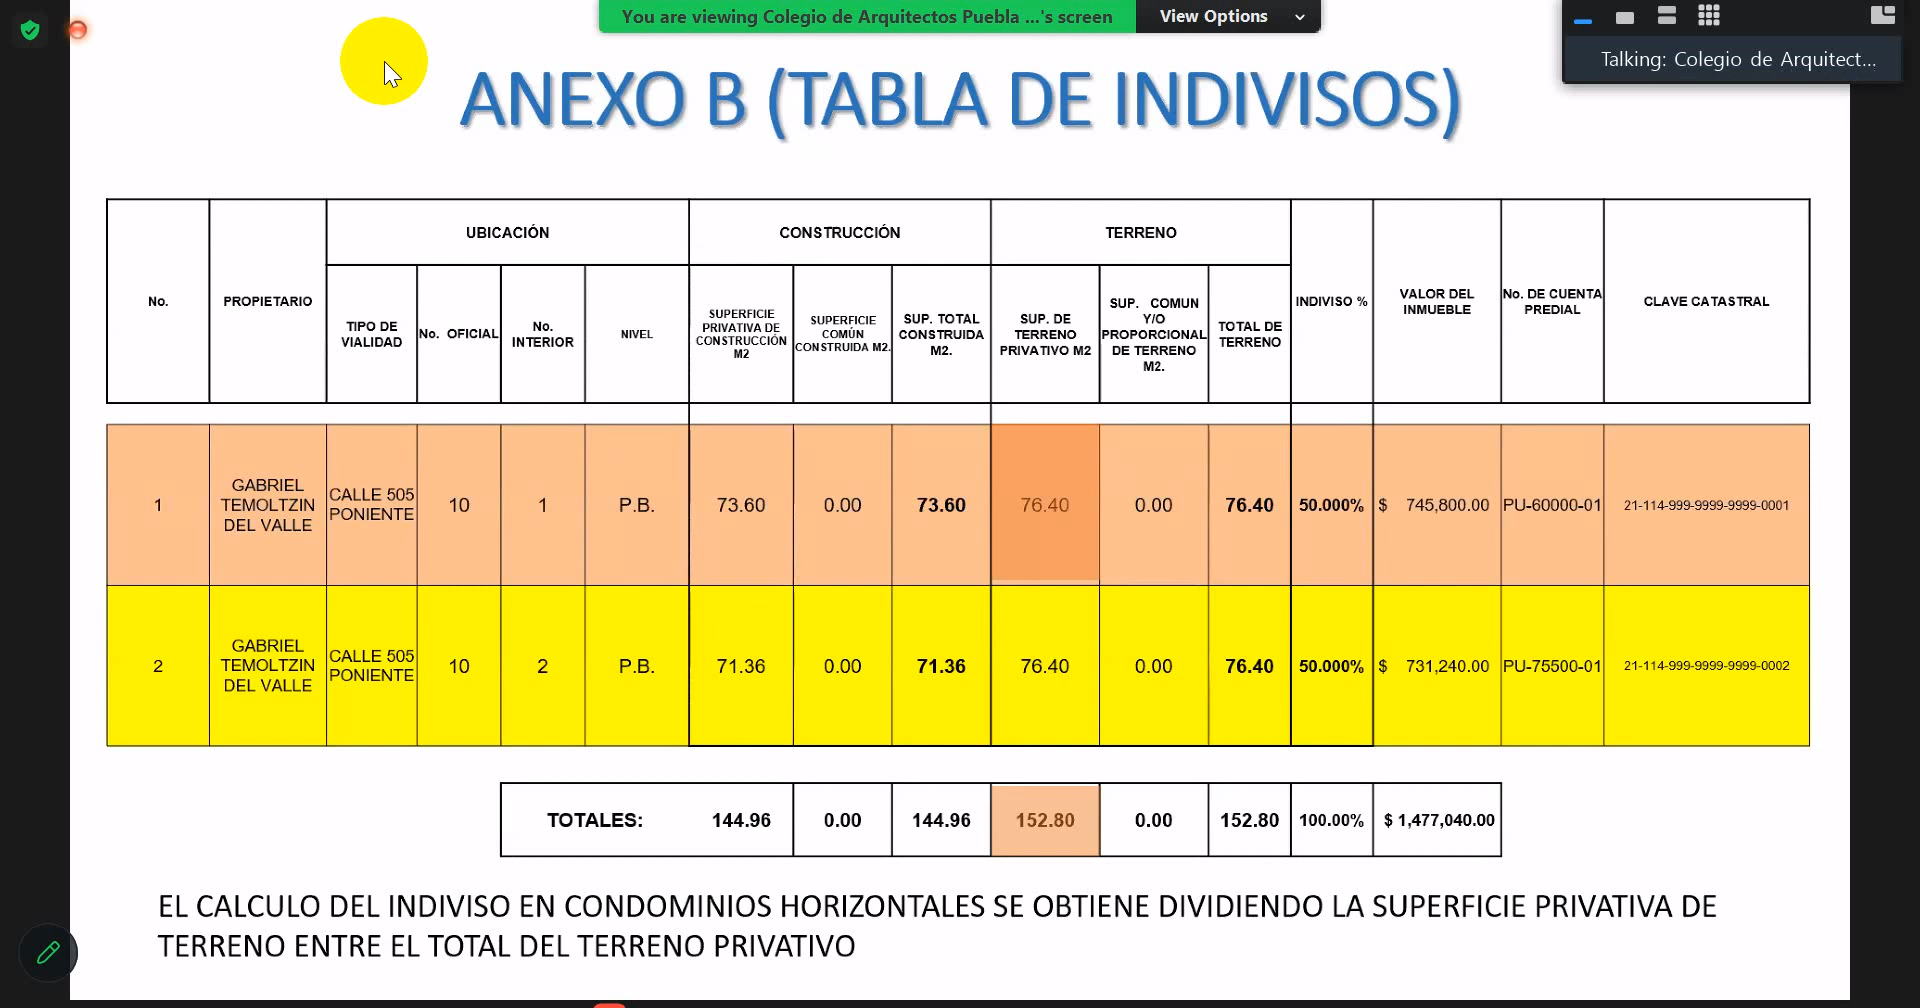 You are viewing Colegio de Arquitectos Puebla ...'s screen
View Options
Talking: Colegio de Arquitect...
ANEXO B (TABLA DE INDIVISOS)
No.
PROPIETARIO
UBICACIÓN
CONSTRUCCIÓN
TERRENO
INDIVISO %
VALOR DEL
INMUEBLE
No. DE CUENTA
PREDIAL
CLAVE CATASTRAL
TIPO DE
VIALIDAD
No. OFICIAL
No.
INTERIOR
NIVEL
SUPERFICIE
PRIVATIVA DE
CONSTRUCCIÓN
M2
SUPERFICIE
COMÚN
CONSTRUIDA M2.
SUP. TOTAL
CONSTRUIDA
M2.
SUP. DE
TERRENO
PRIVATIVO M2
SUP. COMUN
Y/O
PROPORCIONAL
DE TERRENO
M2.
TOTAL DE
TERRENO
1
GABRIEL
TEMOLTZIN
DEL VALLE
CALLE 505
PONIENTE
10
1
P.B.
73.60
0.00
73.60
76.40
0.00
76.40
50.000%
$ 745,800.00
PU-60000-01
21-114-999-9999-9999-0001
2
GABRIEL
TEMOLTZIN
DEL VALLE
CALLE 505
PONIENTE
10
2
P.B.
71.36
0.00
71.36
76.40
0.00
76.40
50.000%
$ 731,240.00
PU-75500-01
21-114-999-9999-9999-0002
TOTALES:
144.96
0.00
144.96
152.80
0.00
152.80
100.00%
$ 1,477,040.00
EL CALCULO DEL INDIVISO EN CONDOMINIOS HORIZONTALES SE OBTIENE DIVIDIENDO LA SUPERFICIE PRIVATIVA DE
TERRENO ENTRE EL TOTAL DEL TERRENO PRIVATIVO